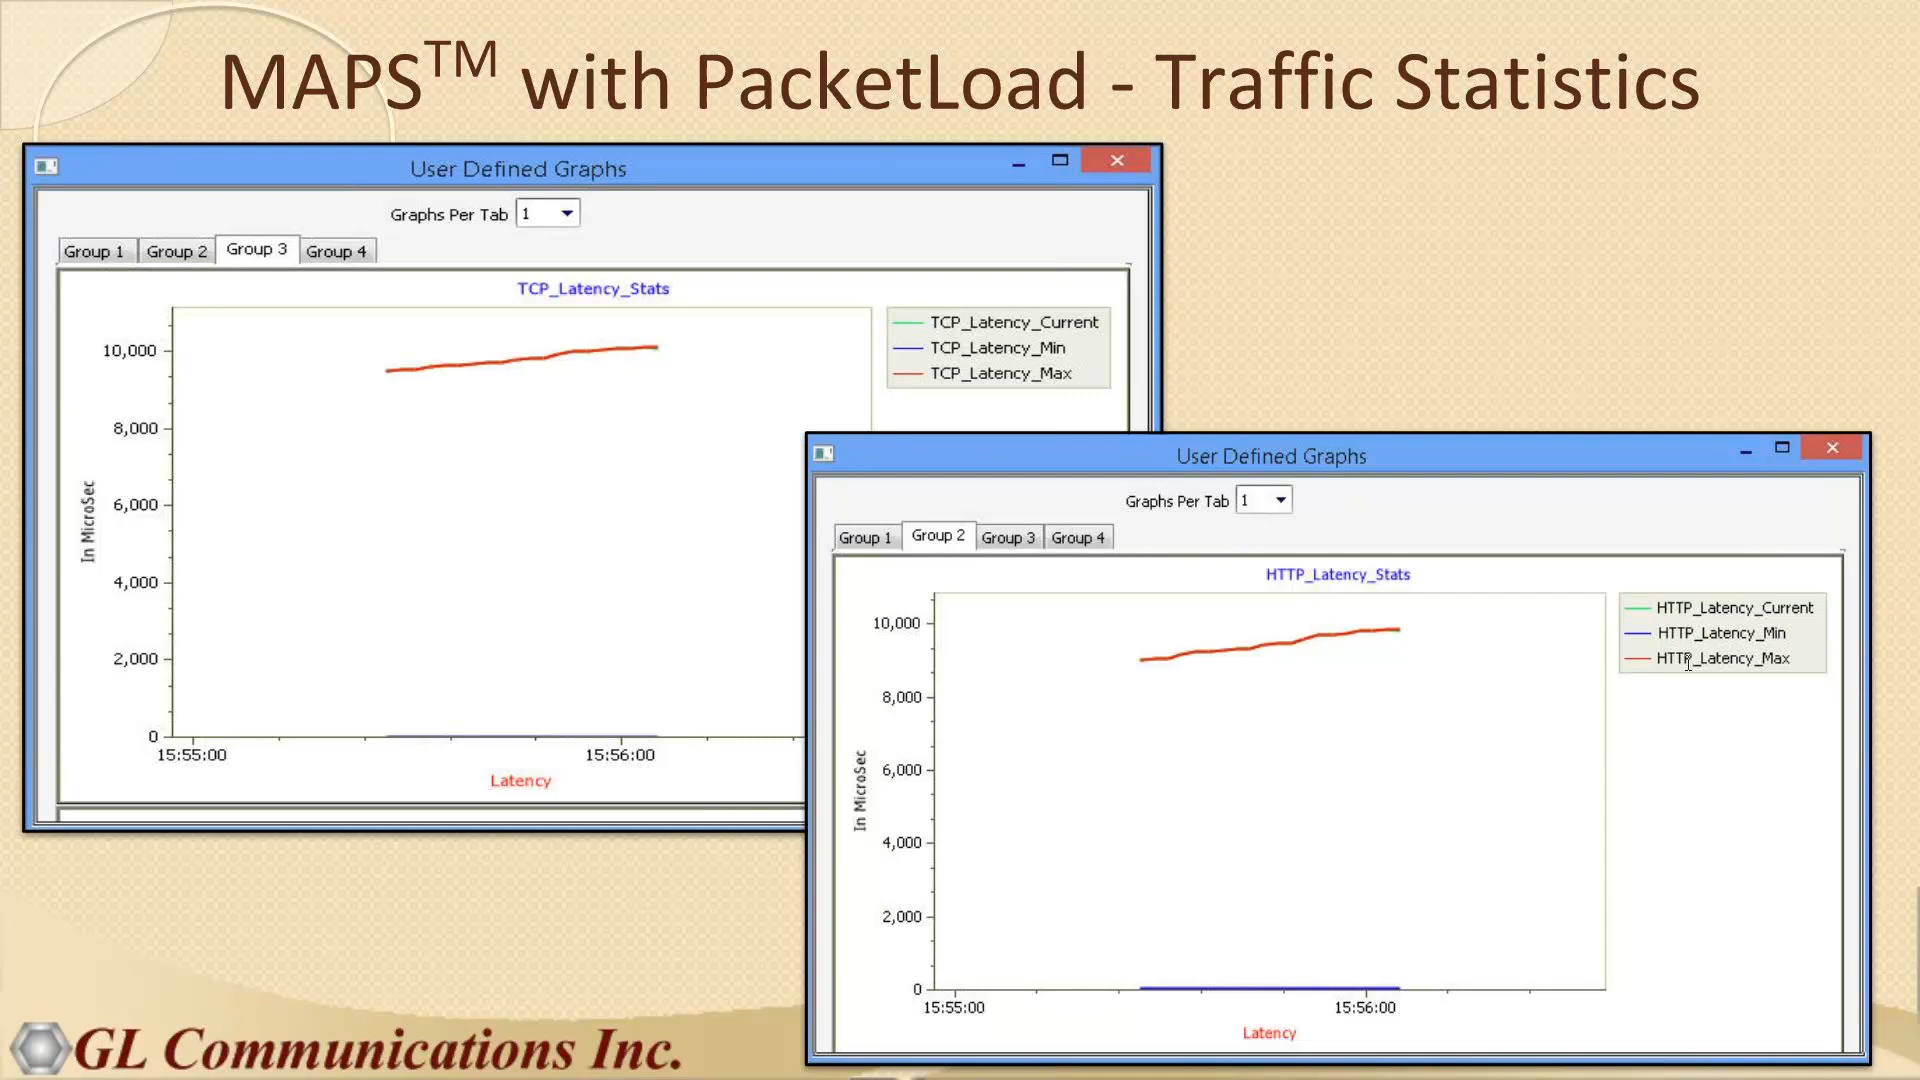 MAPS™ with PacketLoad - Traffic Statistics
User Defined Graphs
Graphs Per Tab 1
Group 1 Group 2 Group 3 Group 4
TCP_Latency_Stats
TCP_Latency_Current
TCP_Latency_Min
TCP_Latency_Max
10,000
8,000
6,000
4,000
2,000
0
In MicroSec
15:55:00 15:56:00
Latency
User Defined Graphs
Graphs Per Tab 1
Group 1 Group 2 Group 3 Group 4
HTTP_Latency_Stats
HTTP_Latency_Current
HTTP_Latency_Min
HTTP_Latency_Max
10,000
8,000
6,000
4,000
2,000
0
In MicroSec
15:55:00 15:56:00
Latency
GL Communications Inc.